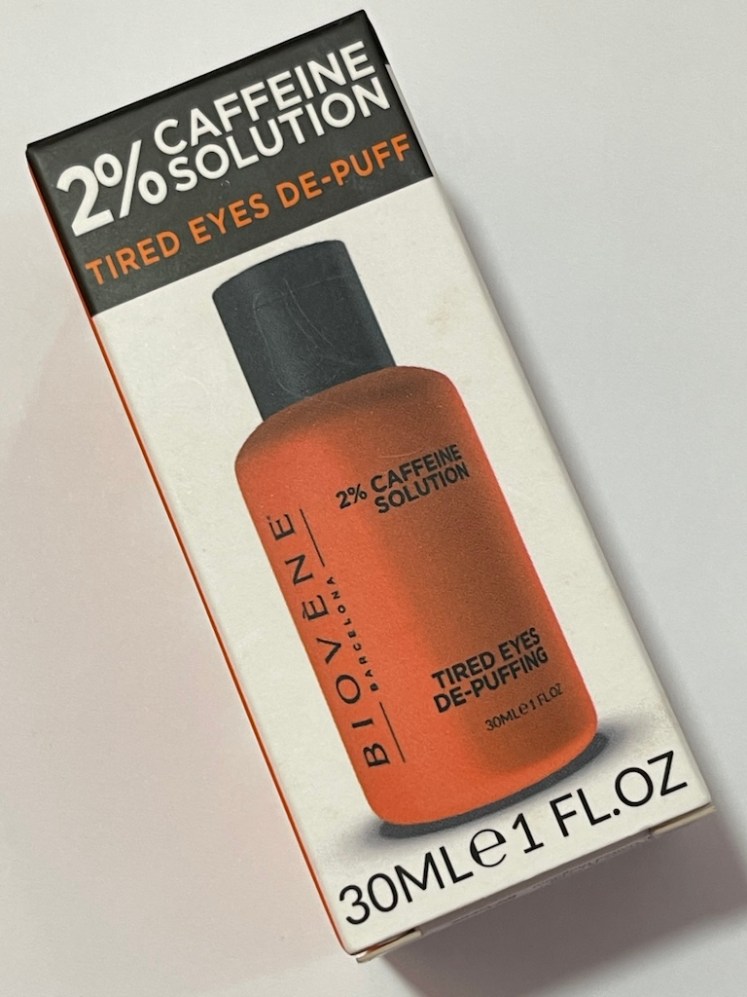 2% CAFFEINE
SOLUTION
TIRED EYES DE-PUFF
2% CAFFEINE
SOLUTION
BIOVÈNË
BARCELONA
TIRED EYES
DE-PUFFING
30ML℮1 FL.OZ
30ML℮1 FL.OZ